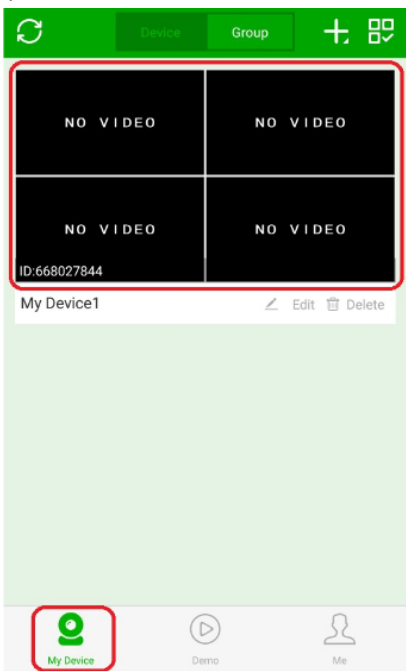 Device Group
NO VIDEO NO VIDEO
NO VIDEO NO VIDEO
ID:668027844
My Device1 Edit Delete
My Device Demo Me